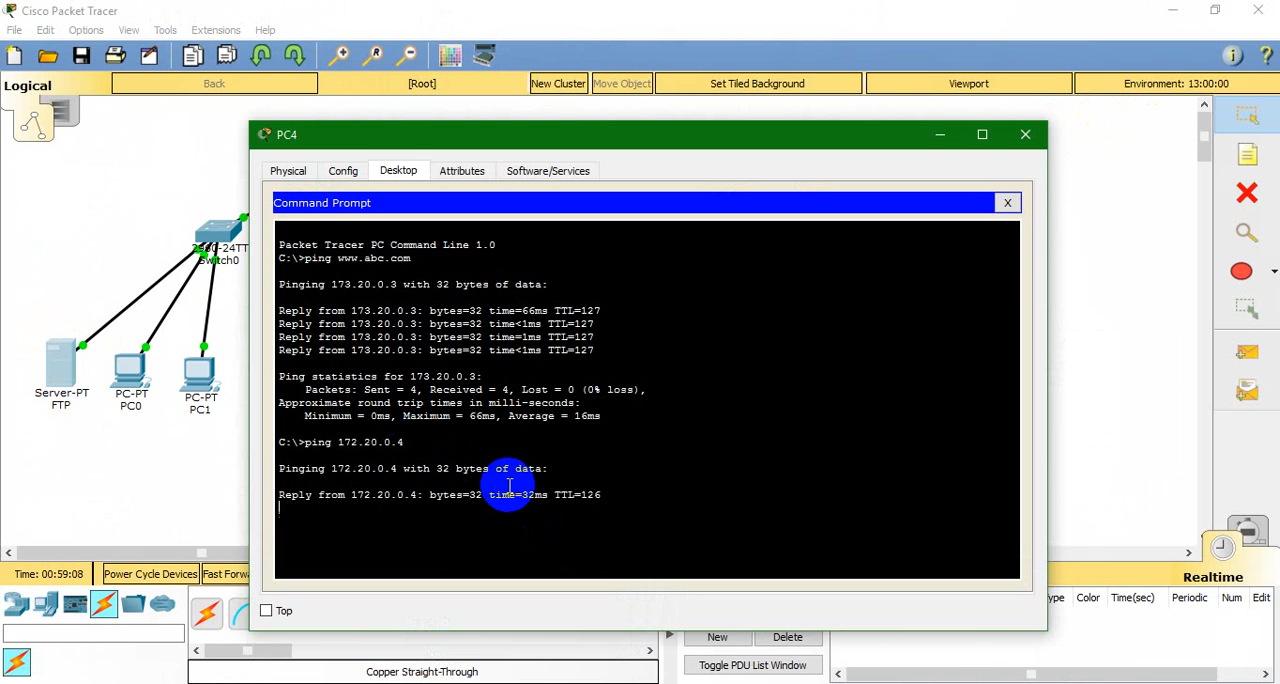 Cisco Packet Tracer
File Edit Options View Tools Extensions Help
Logical
Back
[Root]
New Cluster
Move Object
Set Tiled Background
Viewport
Environment: 13:00:00
PC4
Physical Config Desktop Attributes Software/Services
Command Prompt
X
Packet Tracer PC Command Line 1.0
C:\>ping www.abc.com
Pinging 173.20.0.3 with 32 bytes of data:
Reply from 173.20.0.3: bytes=32 time=66ms TTL=127
Reply from 173.20.0.3: bytes=32 time<1ms TTL=127
Reply from 173.20.0.3: bytes=32 time=1ms TTL=127
Reply from 173.20.0.3: bytes=32 time<1ms TTL=127
Ping statistics for 173.20.0.3:
Packets: Sent = 4, Received = 4, Lost = 0 (0% loss),
Approximate round trip times in milli-seconds:
Minimum = 0ms, Maximum = 66ms, Average = 16ms
C:\>ping 172.20.0.4
Pinging 172.20.0.4 with 32 bytes of data:
Reply from 172.20.0.4: bytes=32 time=32ms TTL=126
Top
Switch0
Server-PT
FTP
PC-PT
PC0
PC-PT
PC1
Time: 00:59:08
Power Cycle Devices
Fast Forw
Realtime
Copper Straight-Through
New
Delete
Toggle PDU List Window
ype Color Time(sec) Periodic Num Edit